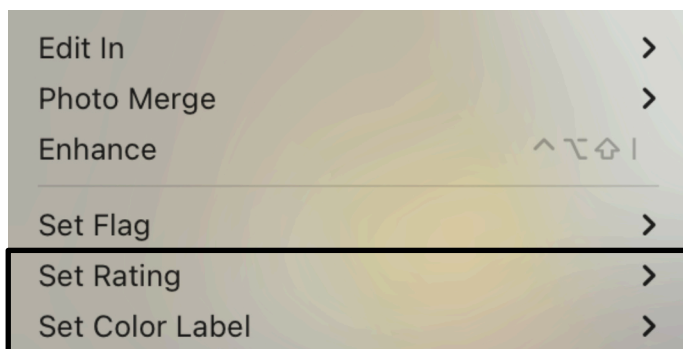 Edit In >
Photo Merge >
Enhance ^⌥⇧I
Set Flag >
Set Rating >
Set Color Label >